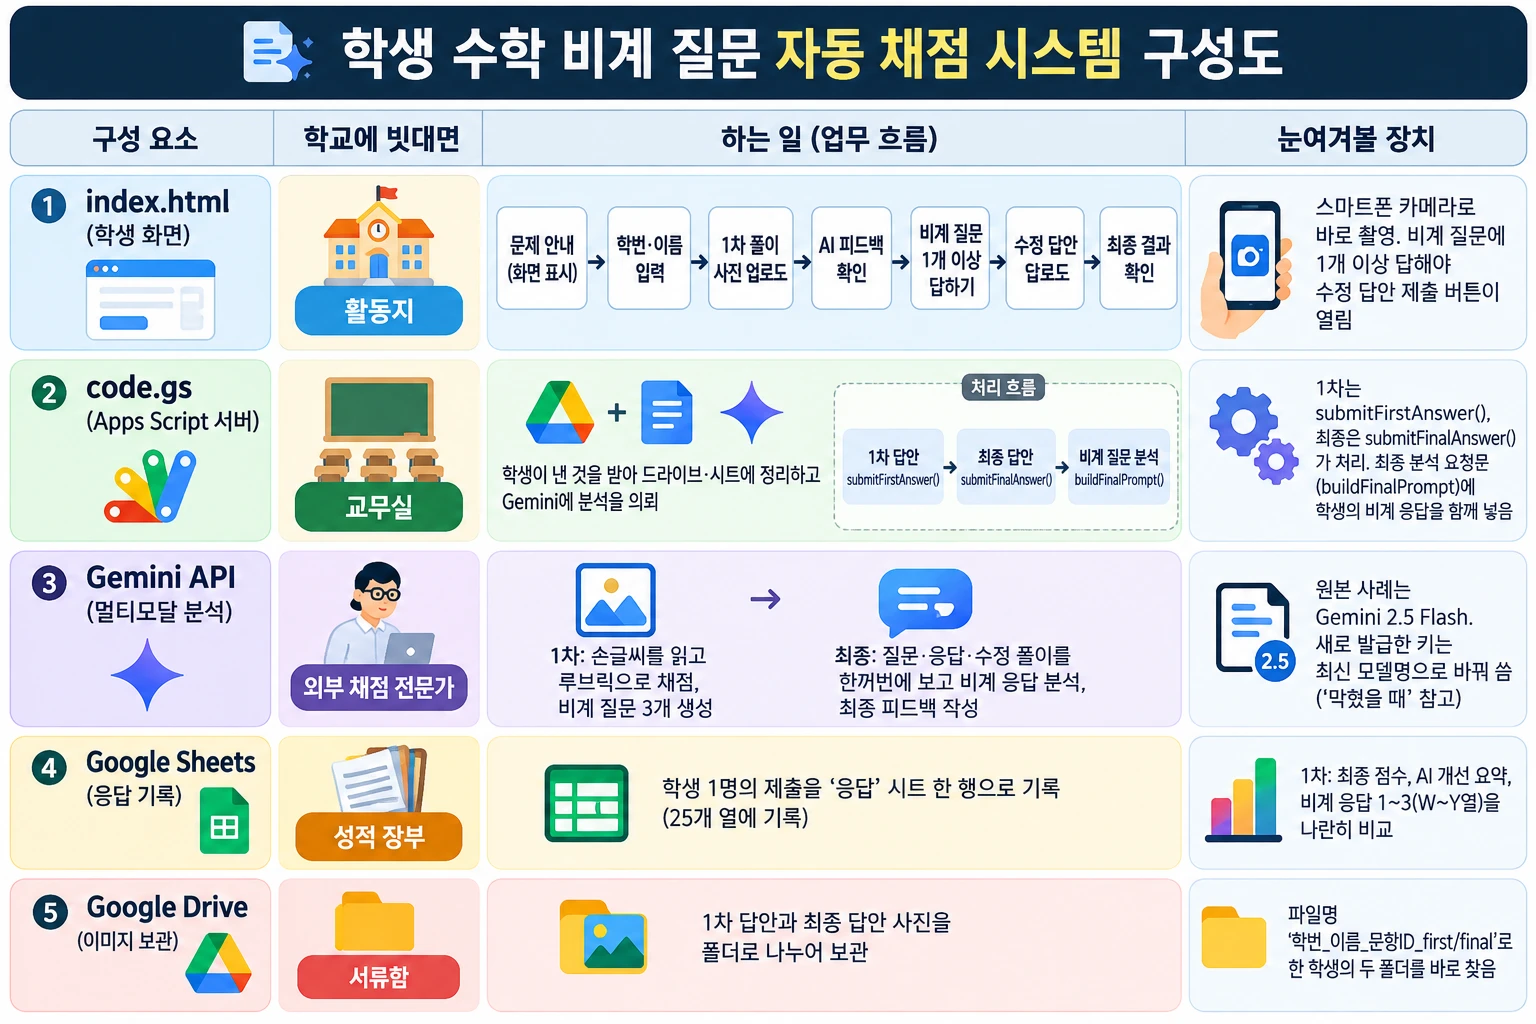 학생 수학 비계 질문 자동 채점 시스템 구성도
구성 요소
학교에 빗대면
하는 일 (업무 흐름)
눈여겨볼 장치
1
index.html
(학생 화면)
활동지
문제 안내
(화면 표시)
학번·이름
입력
1차 풀이
사진 업로도
AI 피드백
확인
비계 질문
1개 이상
답하기
수정 답안
답로도
최종 결과
확인
스마트폰 카메라로
바로 촬영. 비계 질문에
1개 이상 답해야
수정 답안 제출 버튼이
열림
2
code.gs
(Apps Script 서버)
교무실
학생이 낸 것을 받아 드라이브·시트에 정리하고
Gemini에 분석을 의뢰
처리 흐름
1차 답안
submitFirstAnswer()
최종 답안
submitFinalAnswer()
비계 질문 분석
buildFinalPrompt()
1차는
submitFirstAnswer(),
최종은 submitFinalAnswer()
가 처리. 최종 분석 요청문
(buildFinalPrompt)에
학생의 비계 응답을 함깨 넣음
3
Gemini API
(멀티모달 분석)
외부 채점 전문가
1차: 손글씨를 읽고
루브릭으로 채점,
비계 질문 3개 생성
최종: 질문·응답·수정 풀이를
한꺼번에 보고 비계 응답 분석,
최종 피드백 작성
2.5
원본 사례는
Gemini 2.5 Flash.
새로 발급한 키는
최신 모델명으로 바꿔 씀
(‘막혔을 때’ 참고)
4
Google Sheets
(응답 기록)
성적 장부
학생 1명의 제출을 ‘응답’ 시트 한 행으로 기록
(25개 열에 기록)
1차: 최종 점수, AI 개선 요약,
비계 응답 1~3(W~Y열)을
나란히 비교
5
Google Drive
(이미지 보관)
서류함
1차 답안과 최종 답안 사진을
폴더로 나누어 보관
파일명
‘학번_이름_문항ID_first/final’로
한 학생의 두 폴더를 바로 찾음